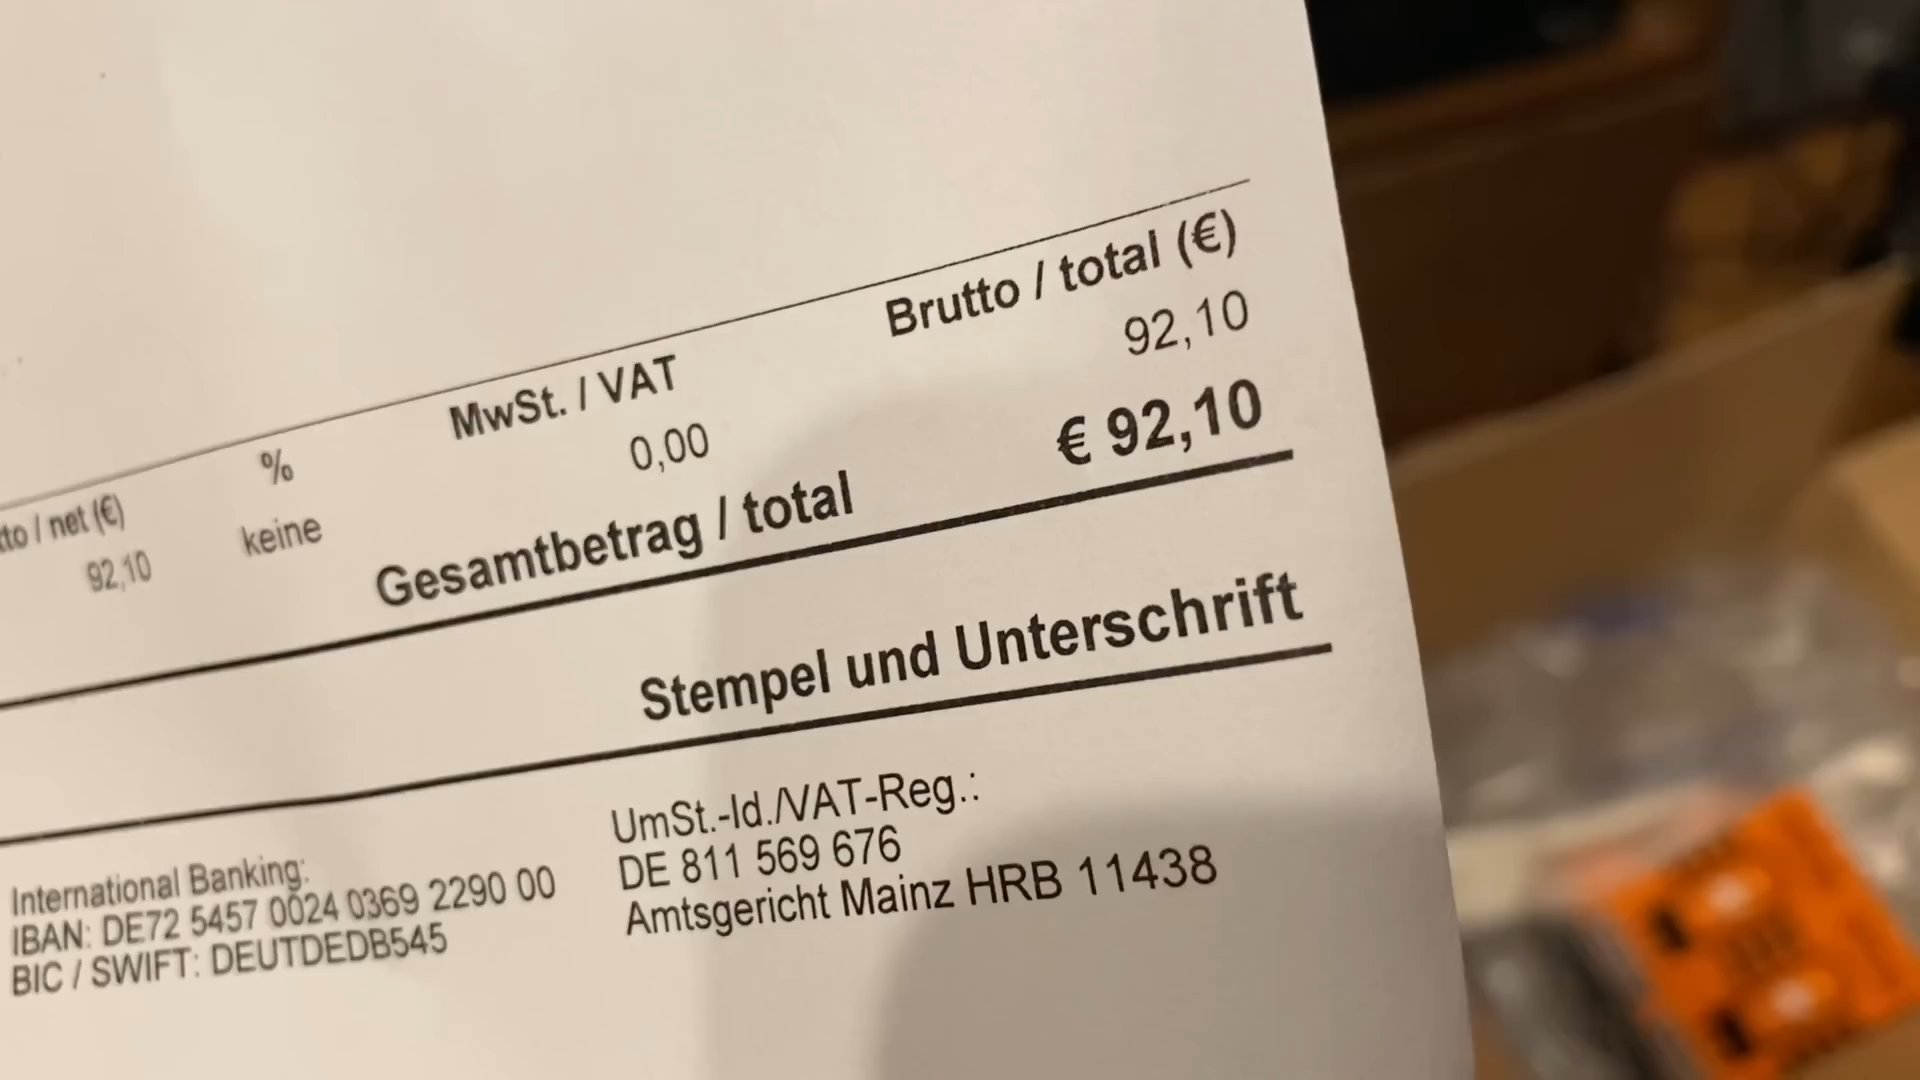 tto / net (€) % MwSt. / VAT Brutto / total (€)
92,10 keine 0,00 92,10
Gesamtbetrag / total € 92,10
Stempel und Unterschrift
International Banking:
IBAN: DE72 5457 0024 0369 2290 00
BIC / SWIFT: DEUTDEDB545
UmSt.-Id./VAT-Reg.:
DE 811 569 676
Amtsgericht Mainz HRB 11438